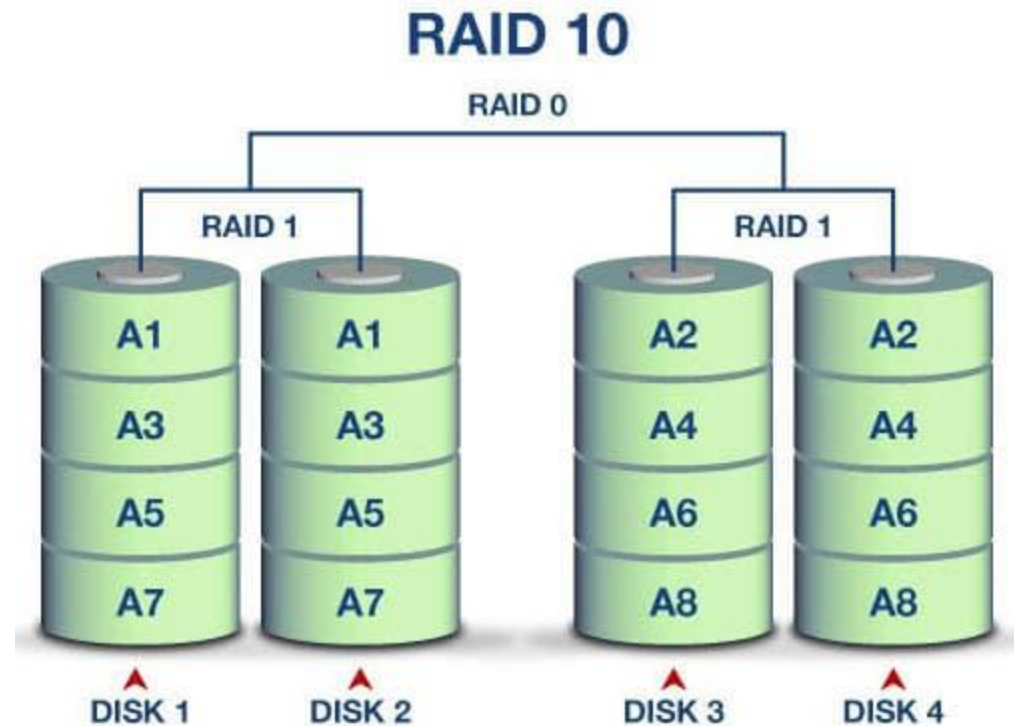 RAID 10
RAID 0
RAID 1 RAID 1
A1 A1 A2 A2
A3 A3 A4 A4
A5 A5 A6 A6
A7 A7 A8 A8
DISK 1 DISK 2 DISK 3 DISK 4